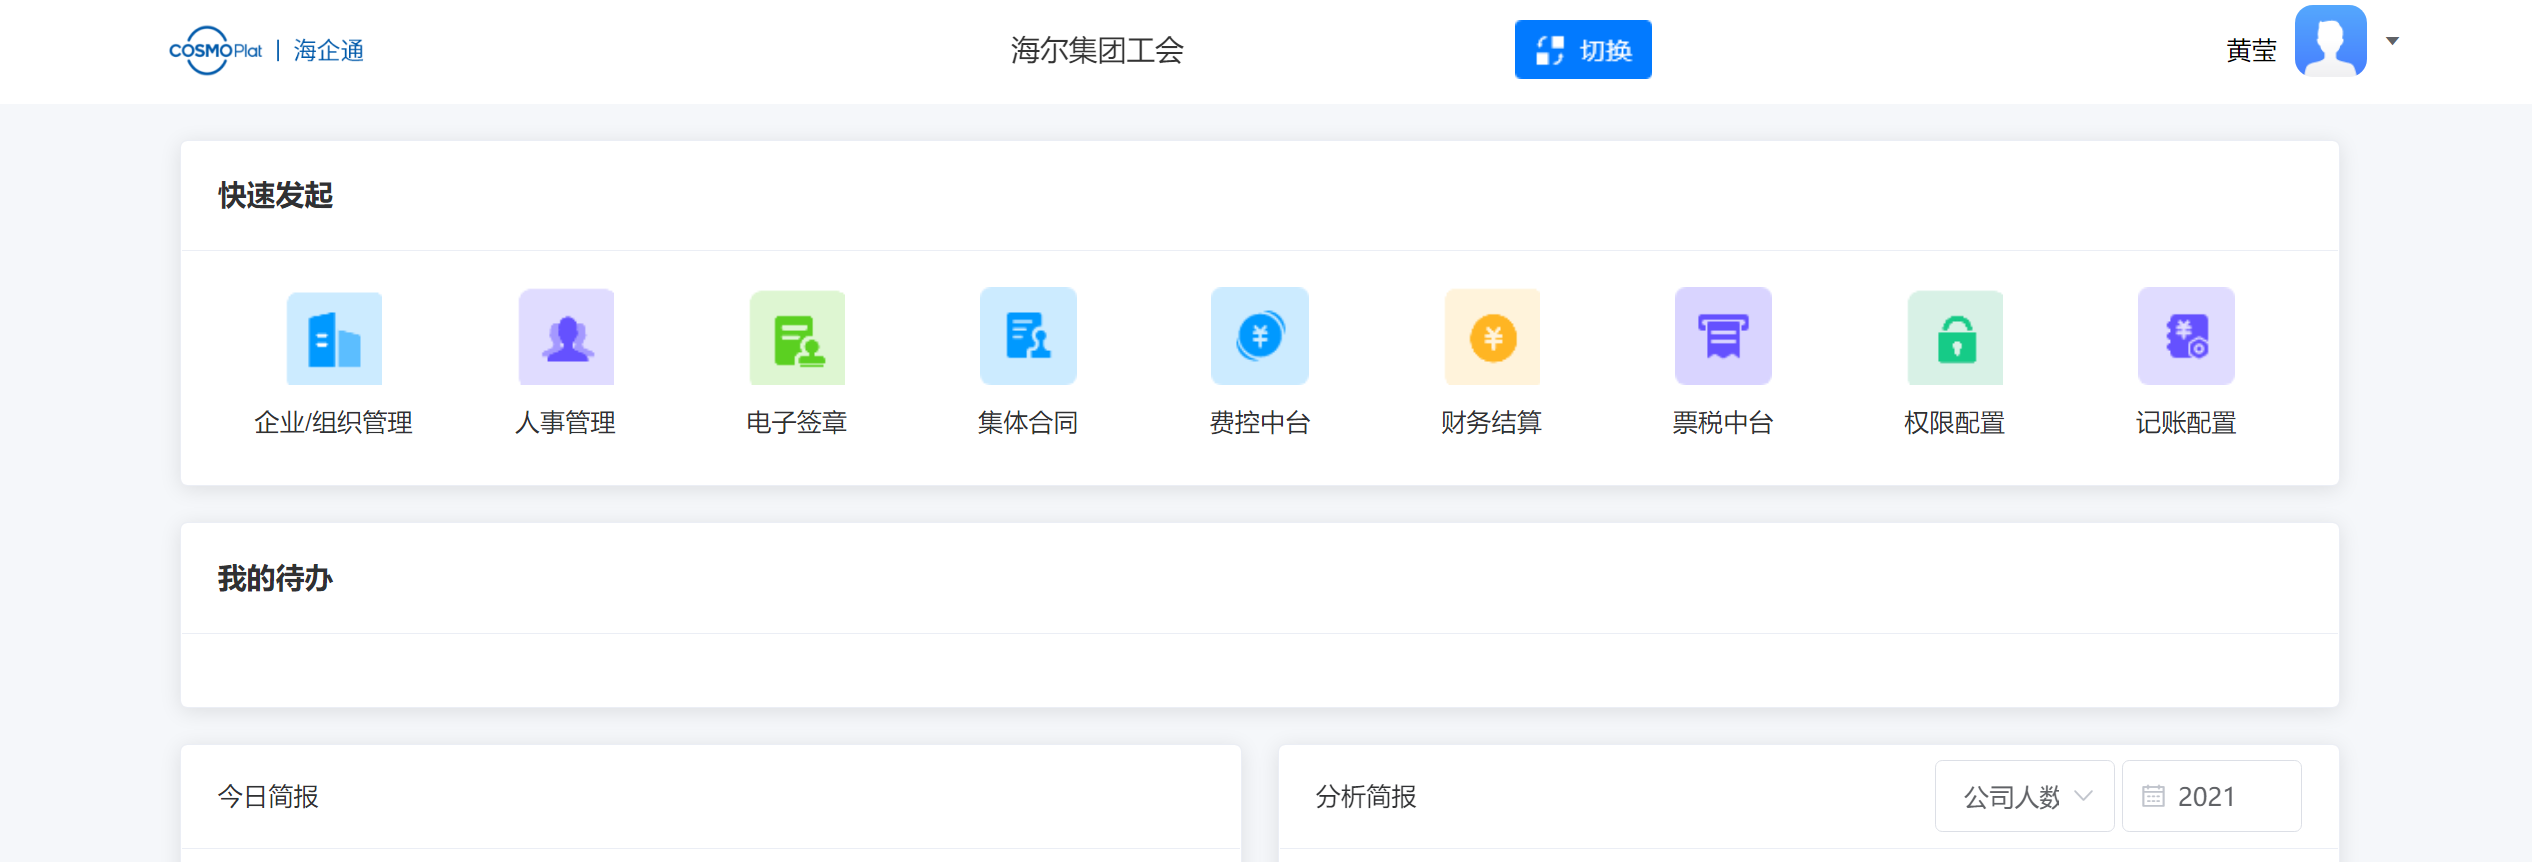 COSMOPlat | 海企通
海尔集团工会
切换
黄莹
快速发起
企业/组织管理
人事管理
电子签章
集体合同
费控中台
财务结算
票税中台
权限配置
记账配置
我的待办
今日简报
分析简报
公司人数
2021